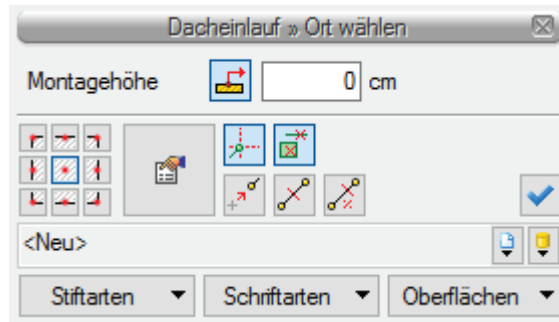 Dacheinlauf » Ort wählen
Montagehöhe 0 cm
<Neu>
Stiftarten Schriftarten Oberflächen